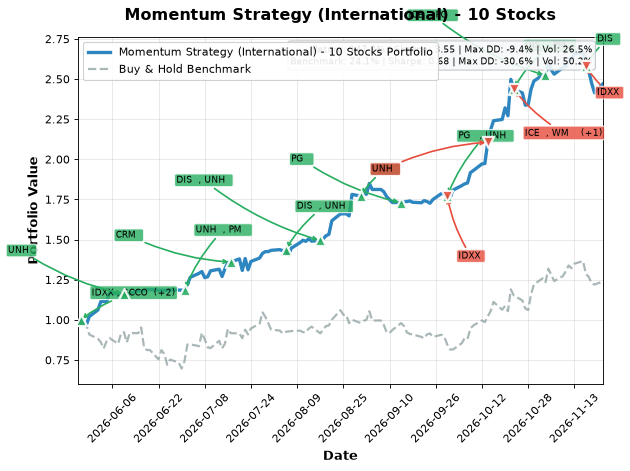 Momentum Strategy (International) - 10 Stocks
Momentum Strategy (International) - 10 Stocks Portfolio
Buy & Hold Benchmark
.55 | Max DD: -9.4% | Vol: 26.5%
Benchmark: 24.1% | Sharpe: 0.68 | Max DD: -30.6% | Vol: 50.2%
DIS
IDXX
ICE , WM (+1)
PG , UNH
UNH
PG
DIS , UNH
DIS , UNH
UNH , PM
CRM
UNH
IDXX , CCO (+2)
IDXX
Portfolio Value
2.75
2.50
2.25
2.00
1.75
1.50
1.25
1.00
0.75
2026-06-06
2026-06-22
2026-07-08
2026-07-24
2026-08-09
2026-08-25
2026-09-10
2026-09-26
2026-10-12
2026-10-28
2026-11-13
Date